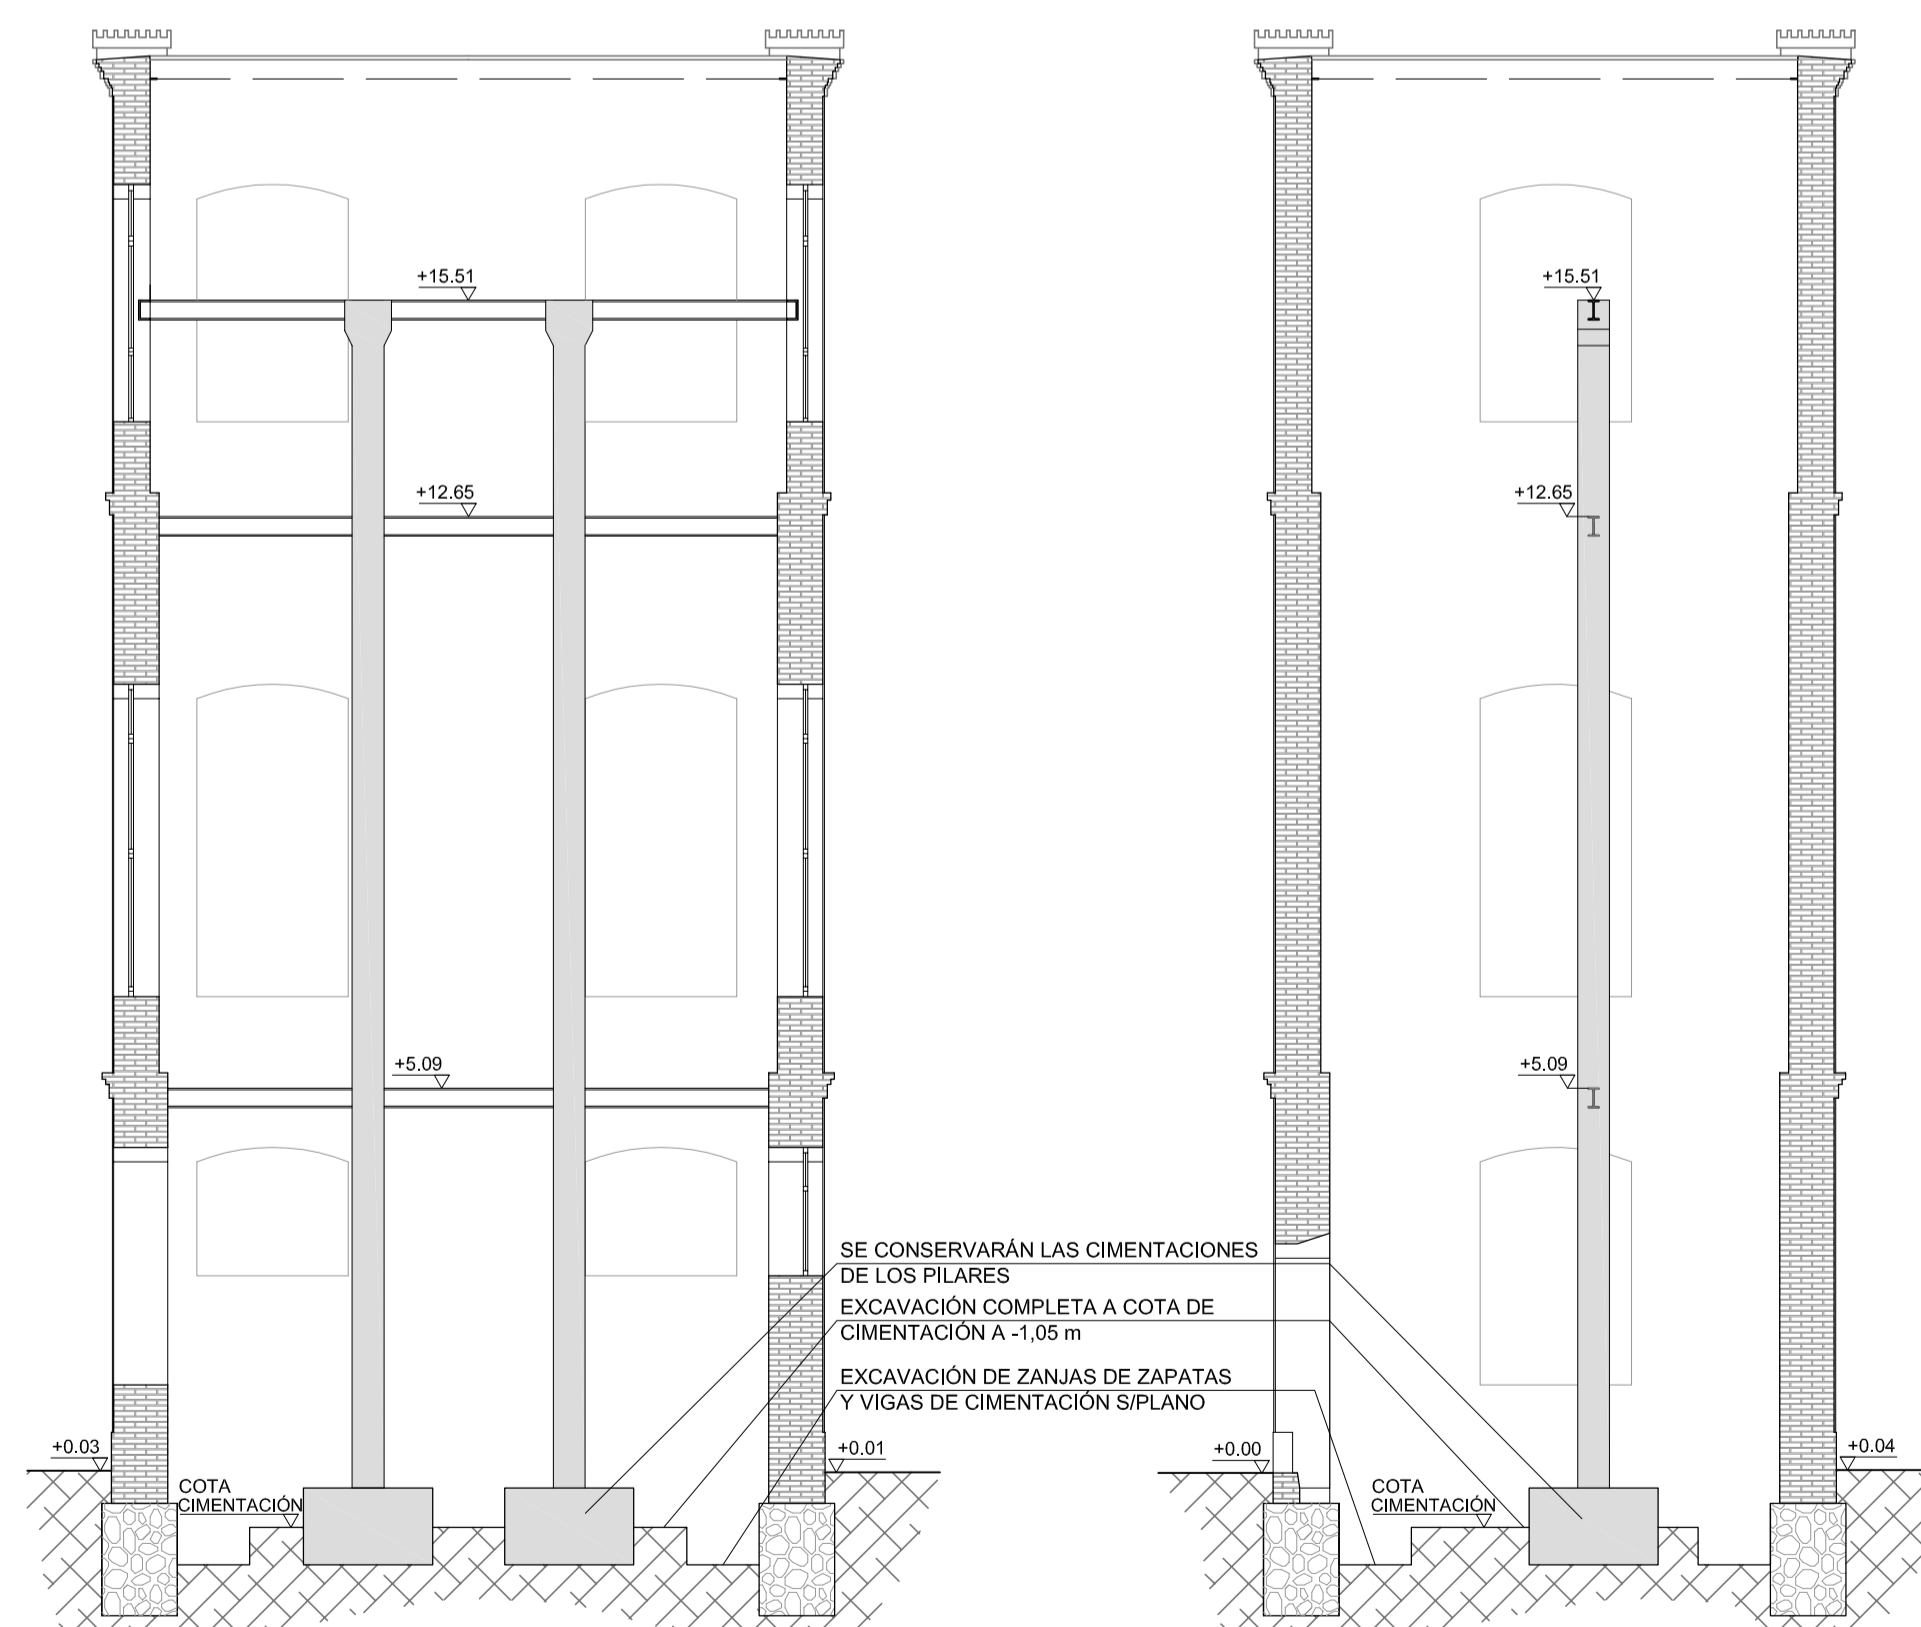 +15.51
+15.51
+12.65
+12.65
+5.09
+5.09
SE CONSERVARÁN LAS CIMENTACIONES
DE LOS PILARES
EXCAVACIÓN COMPLETA A COTA DE
CIMENTACIÓN A -1,05 m
EXCAVACIÓN DE ZANJAS DE ZAPATAS
Y VIGAS DE CIMENTACIÓN S/PLANO
+0.03
+0.01
+0.00
+0.04
COTA
CIMENTACIÓN
COTA
CIMENTACIÓN